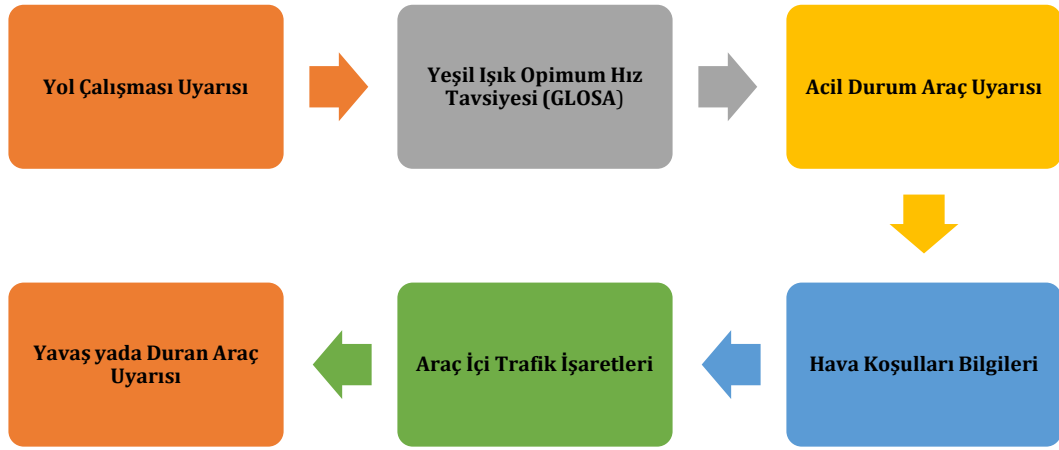 Yol Çalışması Uyarısı
Yeşil Işık Opimum Hız
Tavsiyesi (GLOSA)
Acil Durum Araç Uyarısı
Hava Koşulları Bilgileri
Araç İçi Trafik İşaretleri
Yavaş yada Duran Araç
Uyarısı